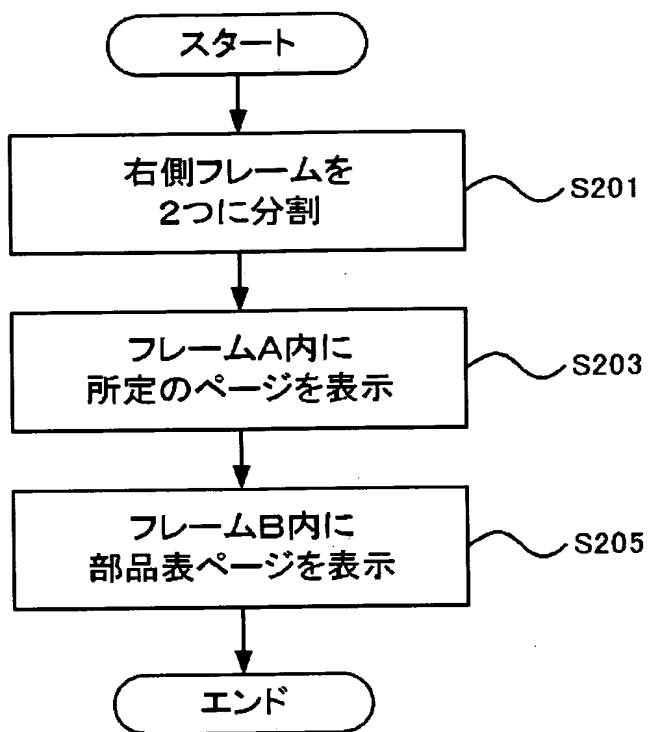 スタート
右側フレームを
2つに分割
S201
フレームA内に
所定のページを表示
S203
フレームB内に
部品表ページを表示
S205
エンド